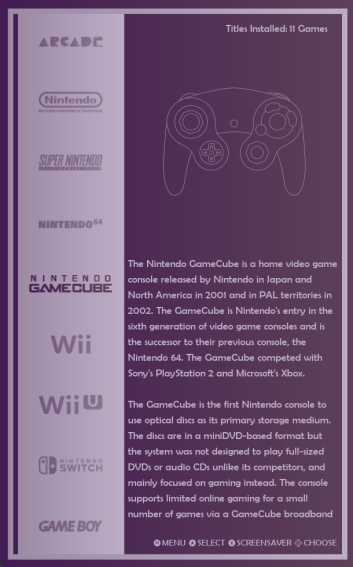 Titles Installed: 11 Games
ARCADE
Nintendo
SUPER NINTENDO
NINTENDO 64
NINTENDO
GAMECUBE
Wii
Wii U
NINTENDO
SWITCH
GAME BOY
The Nintendo GameCube is a home video game
console released by Nintendo in Japan and
North America in 2001 and in PAL territories in
2002. The GameCube is Nintendo's entry in the
sixth generation of video game consoles and is
the successor to their previous console, the
Nintendo 64. The GameCube competed with
Sony's PlayStation 2 and Microsoft's Xbox.
The GameCube is the first Nintendo console to
use optical discs as its primary storage medium.
The discs are in a miniDVD-based format but
the system was not designed to play full-sized
DVDs or audio CDs unlike its competitors, and
mainly focused on gaming instead. The console
supports limited online gaming for a small
number of games via a GameCube broadband
MENU SELECT SCREENSAVER CHOOSE